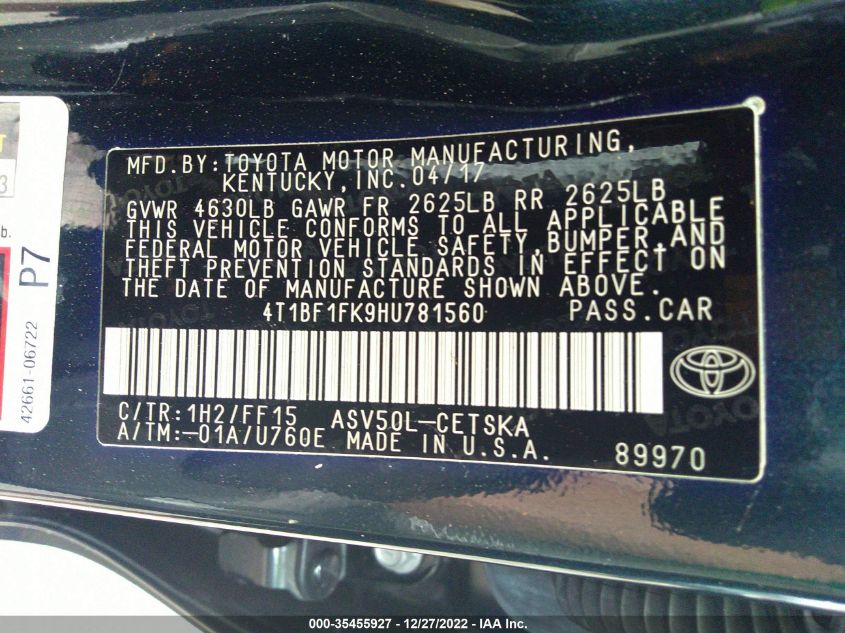 MFD.BY:TOYOTA MOTOR MANUFACTURING,
KENTUCKY,INC.04/17
GVWR 4630LB GAWR FR 2625LB RR 2625LB
THIS VEHICLE CONFORMS TO ALL APPLICABLE
FEDERAL MOTOR VEHICLE SAFETY,BUMPER,AND
THEFT PREVENTION STANDARDS IN EFFECT ON
THE DATE OF MANUFACTURE SHOWN ABOVE.
4T1BF1FK9HU781560 PASS.CAR
C/TR:1H2/FF15 ASV50L-CETSKA
A/TM:-01A/U760E MADE IN U.S.A.
89970
P7
42661-06722
000-35455927 - 12/27/2022 - IAA Inc.